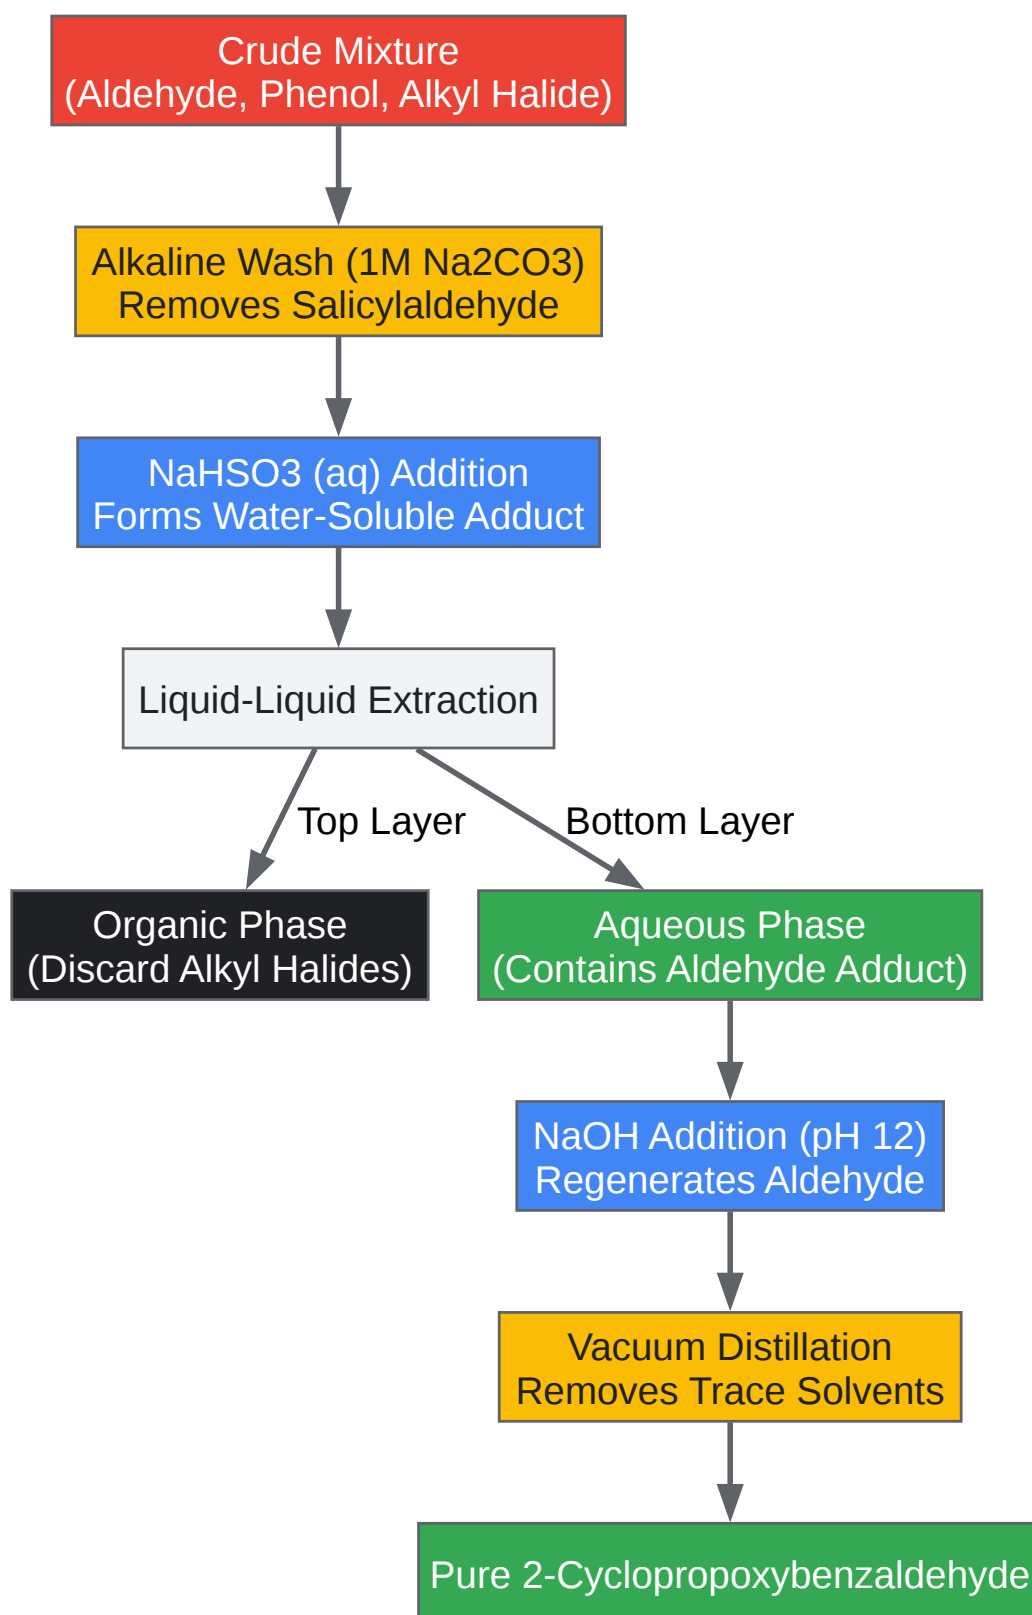 Crude Mixture
(Aldehyde, Phenol, Alkyl Halide)
Alkaline Wash (1M Na2CO3)
Removes Salicylaldehyde
NaHSO3 (aq) Addition
Forms Water-Soluble Adduct
Liquid-Liquid Extraction
Top Layer
Bottom Layer
Organic Phase
(Discard Alkyl Halides)
Aqueous Phase
(Contains Aldehyde Adduct)
NaOH Addition (pH 12)
Regenerates Aldehyde
Vacuum Distillation
Removes Trace Solvents
Pure 2-Cyclopropoxybenzaldehyde